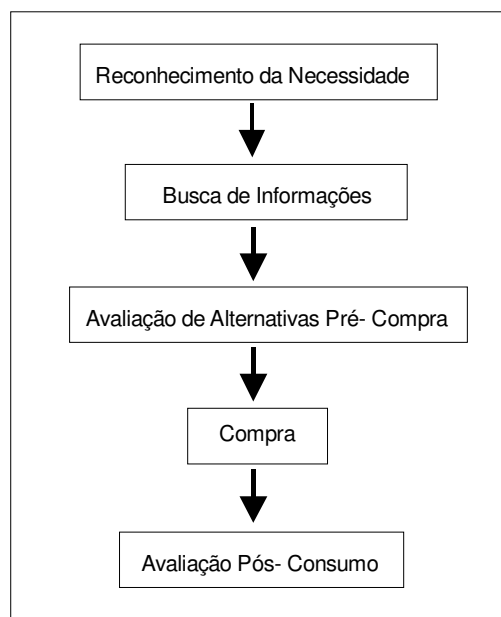 Reconhecimento da Necessidade
Busca de Informações
Avaliação de Alternativas Pré- Compra
Compra
Avaliação Pós- Consumo